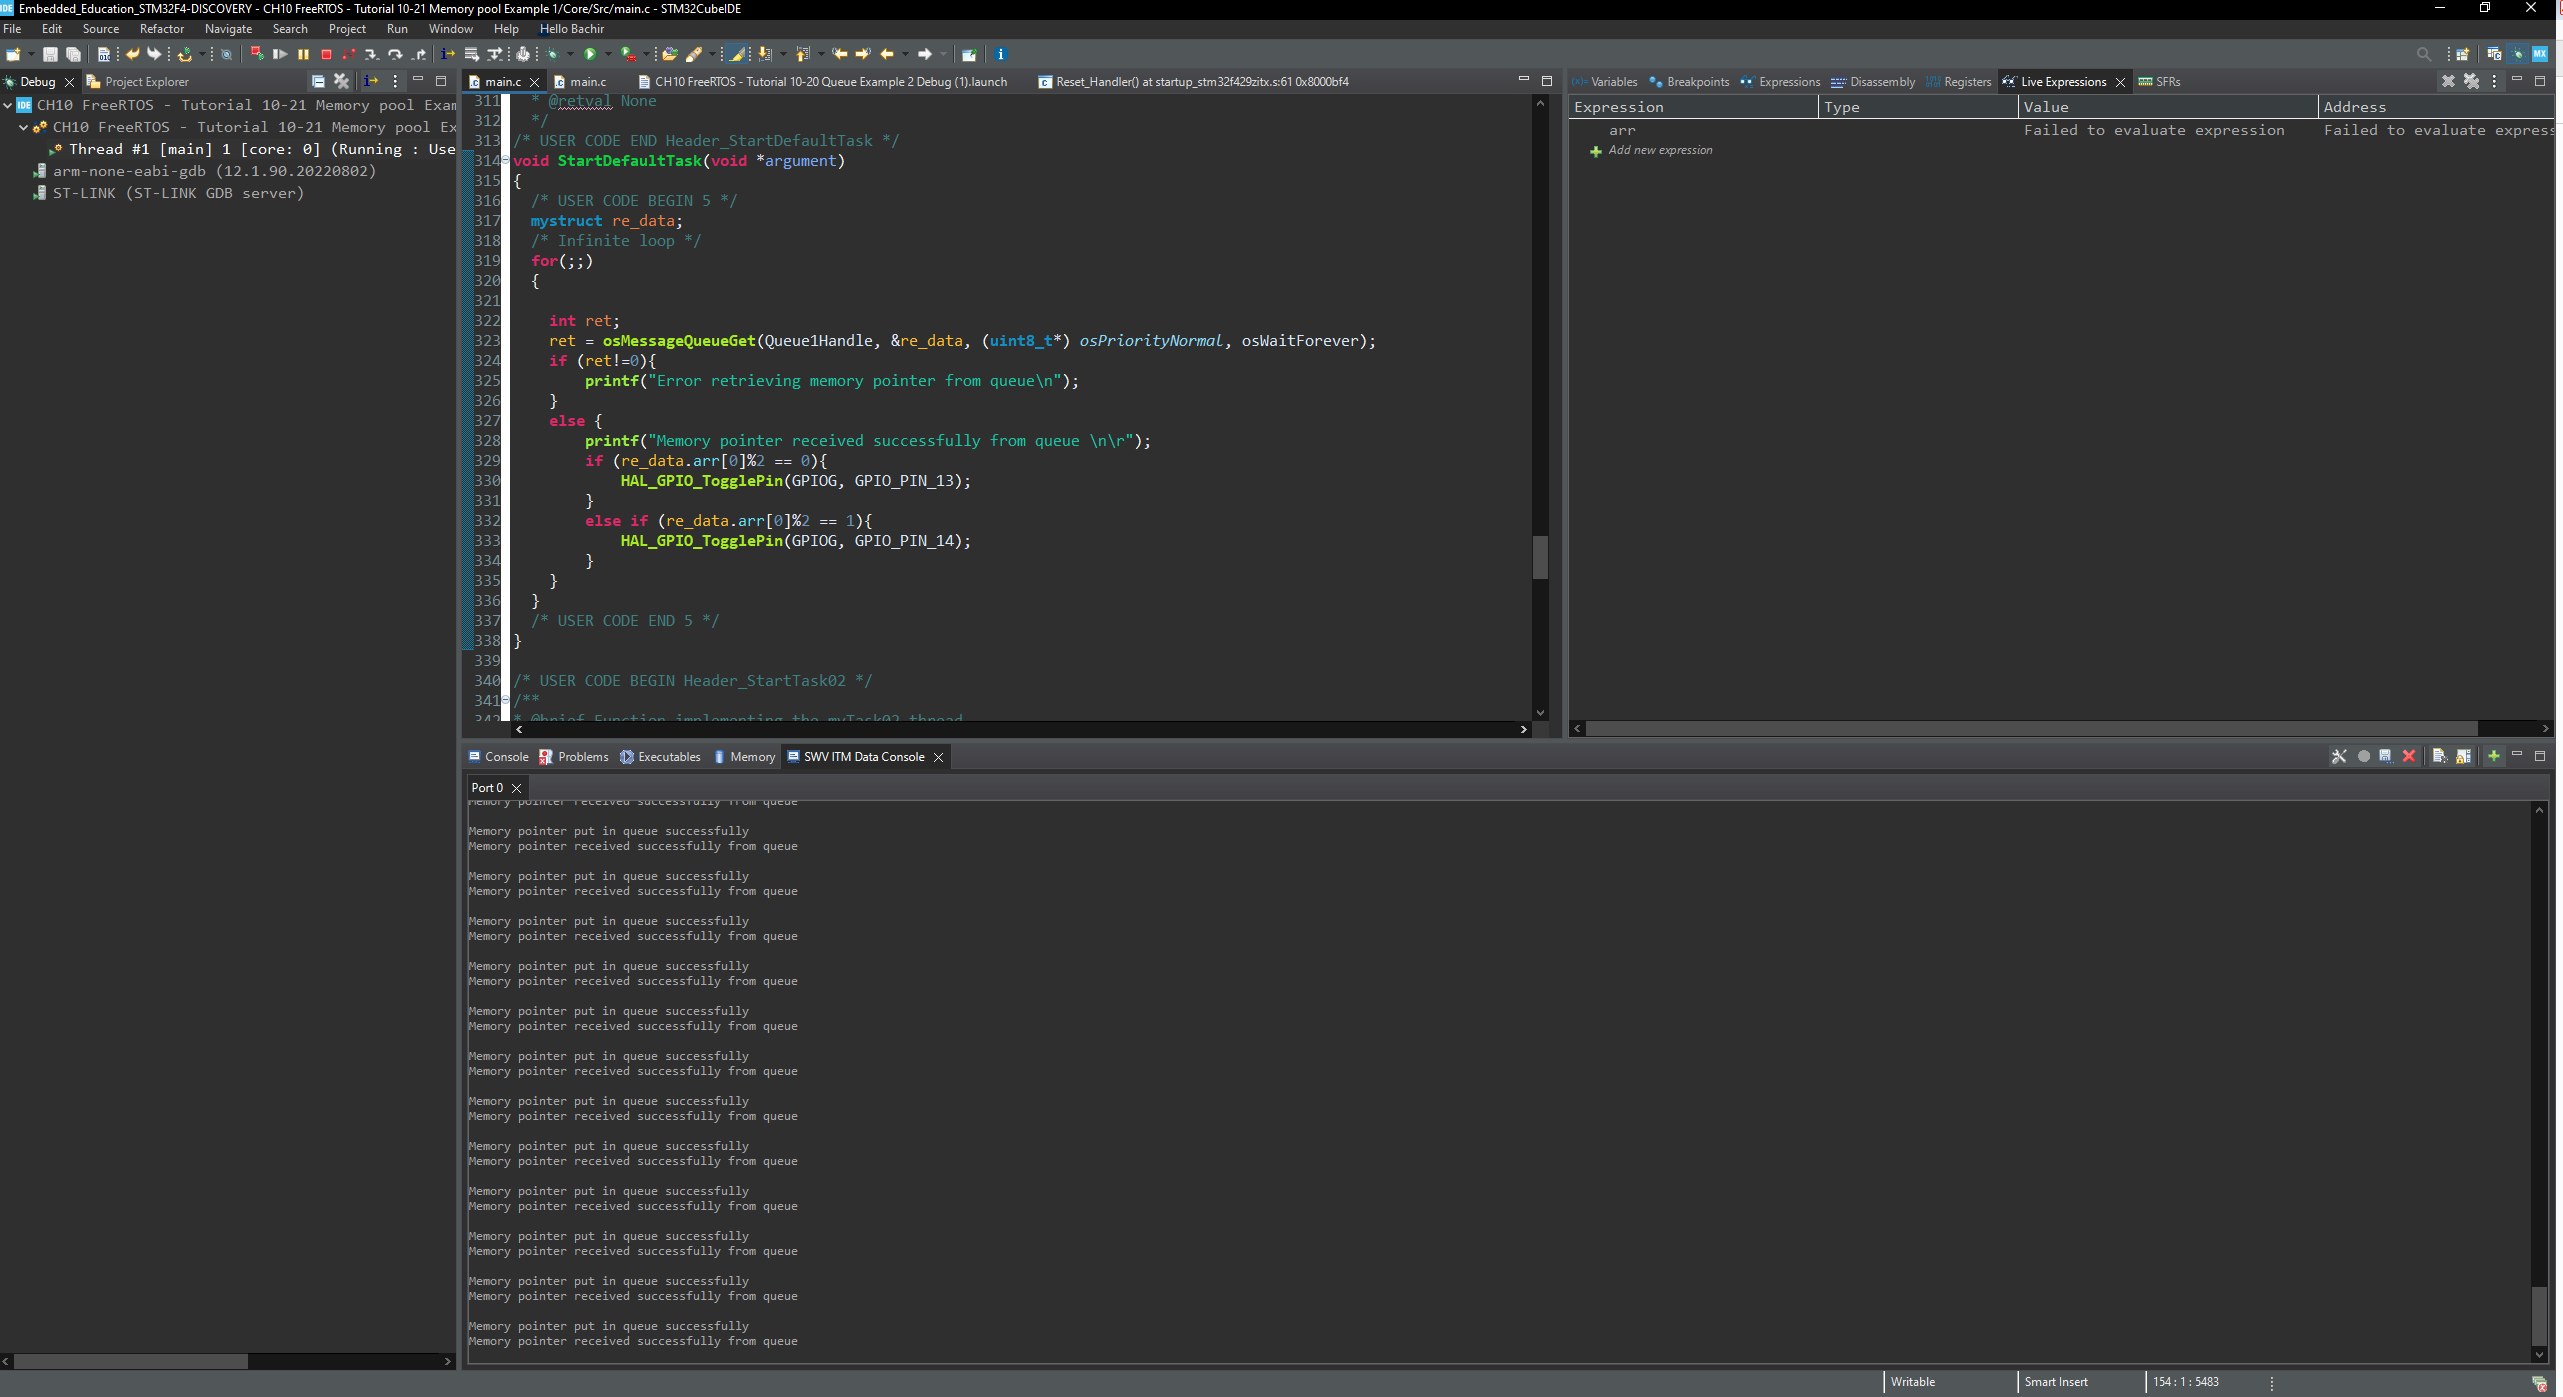 Embedded_Education_STM32F4-DISCOVERY - CH10 FreeRTOS - Tutorial 10-21 Memory pool Example 1/Core/Src/main.c - STM32CubeIDE
File Edit Source Refactor Navigate Search Project Run Window Help Hello Bachir
Debug
Project Explorer
CH10 FreeRTOS - Tutorial 10-21 Memory pool Exam
CH10 FreeRTOS - Tutorial 10-21 Memory pool Ex
Thread #1 [main] 1 [core: 0] (Running : Use
arm-none-eabi-gdb (12.1.90.20220802)
ST-LINK (ST-LINK GDB server)
main.c
main.c
CH10 FreeRTOS - Tutorial 10-20 Queue Example 2 Debug (1).launch
Reset_Handler() at startup_stm32f429zitx.s:61 0x8000bf4
311 * @retval None
312 */
313 /* USER CODE END Header_StartDefaultTask */
314 void StartDefaultTask(void *argument)
315 {
316 /* USER CODE BEGIN 5 */
317 mystruct re_data;
318 /* Infinite loop */
319 for(;;)
320 {
321
322 int ret;
323 ret = osMessageQueueGet(Queue1Handle, &re_data, (uint8_t*) osPriorityNormal, osWaitForever);
324 if (ret!=0){
325 printf("Error retrieving memory pointer from queue\n");
326 }
327 else {
328 printf("Memory pointer received successfully from queue \n\r");
329 if (re_data.arr[0]%2 == 0){
330 HAL_GPIO_TogglePin(GPIOG, GPIO_PIN_13);
331 }
332 else if (re_data.arr[0]%2 == 1){
333 HAL_GPIO_TogglePin(GPIOG, GPIO_PIN_14);
334 }
335 }
336 }
337 /* USER CODE END 5 */
338 }
339
340 /* USER CODE BEGIN Header_StartTask02 */
341 /**
342 * @brief Function implementing the myTask02 thread
Variables Breakpoints Expressions Disassembly Registers Live Expressions SFRs
Expression Type Value Address
arr Failed to evaluate expression Failed to evaluate express
Add new expression
Console Problems Executables Memory SWV ITM Data Console
Port 0
Memory pointer received successfully from queue
Memory pointer put in queue successfully
Memory pointer received successfully from queue
Memory pointer put in queue successfully
Memory pointer received successfully from queue
Memory pointer put in queue successfully
Memory pointer received successfully from queue
Memory pointer put in queue successfully
Memory pointer received successfully from queue
Memory pointer put in queue successfully
Memory pointer received successfully from queue
Memory pointer put in queue successfully
Memory pointer received successfully from queue
Memory pointer put in queue successfully
Memory pointer received successfully from queue
Memory pointer put in queue successfully
Memory pointer received successfully from queue
Memory pointer put in queue successfully
Memory pointer received successfully from queue
Memory pointer put in queue successfully
Memory pointer received successfully from queue
Memory pointer put in queue successfully
Memory pointer received successfully from queue
Memory pointer put in queue successfully
Memory pointer received successfully from queue
Writable Smart Insert 154 : 1 : 5483